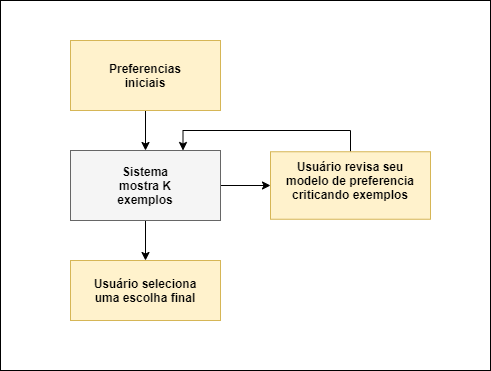 Preferencias
iniciais
Sistema
mostra K
exemplos
Usuário revisa seu
modelo de preferencia
criticando exemplos
Usuário seleciona
uma escolha final